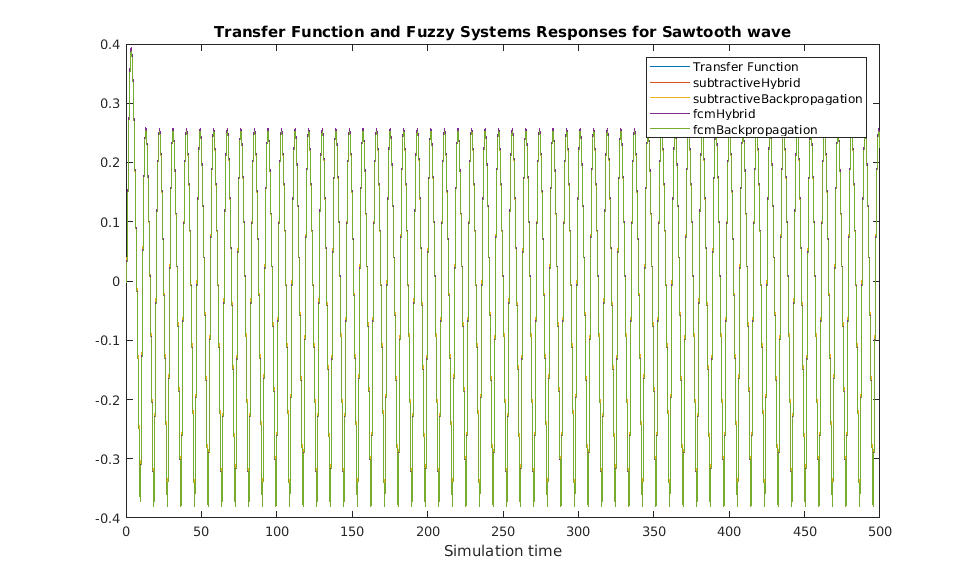 Transfer Function and Fuzzy Systems Responses for Sawtooth wave
0.4
0.3
0.2
0.1
0
-0.1
-0.2
-0.3
-0.4
Transfer Function
subtractiveHybrid
subtractiveBackpropagation
fcmHybrid
fcmBackpropagation
0 50 100 150 200 250 300 350 400 450 500
Simulation time